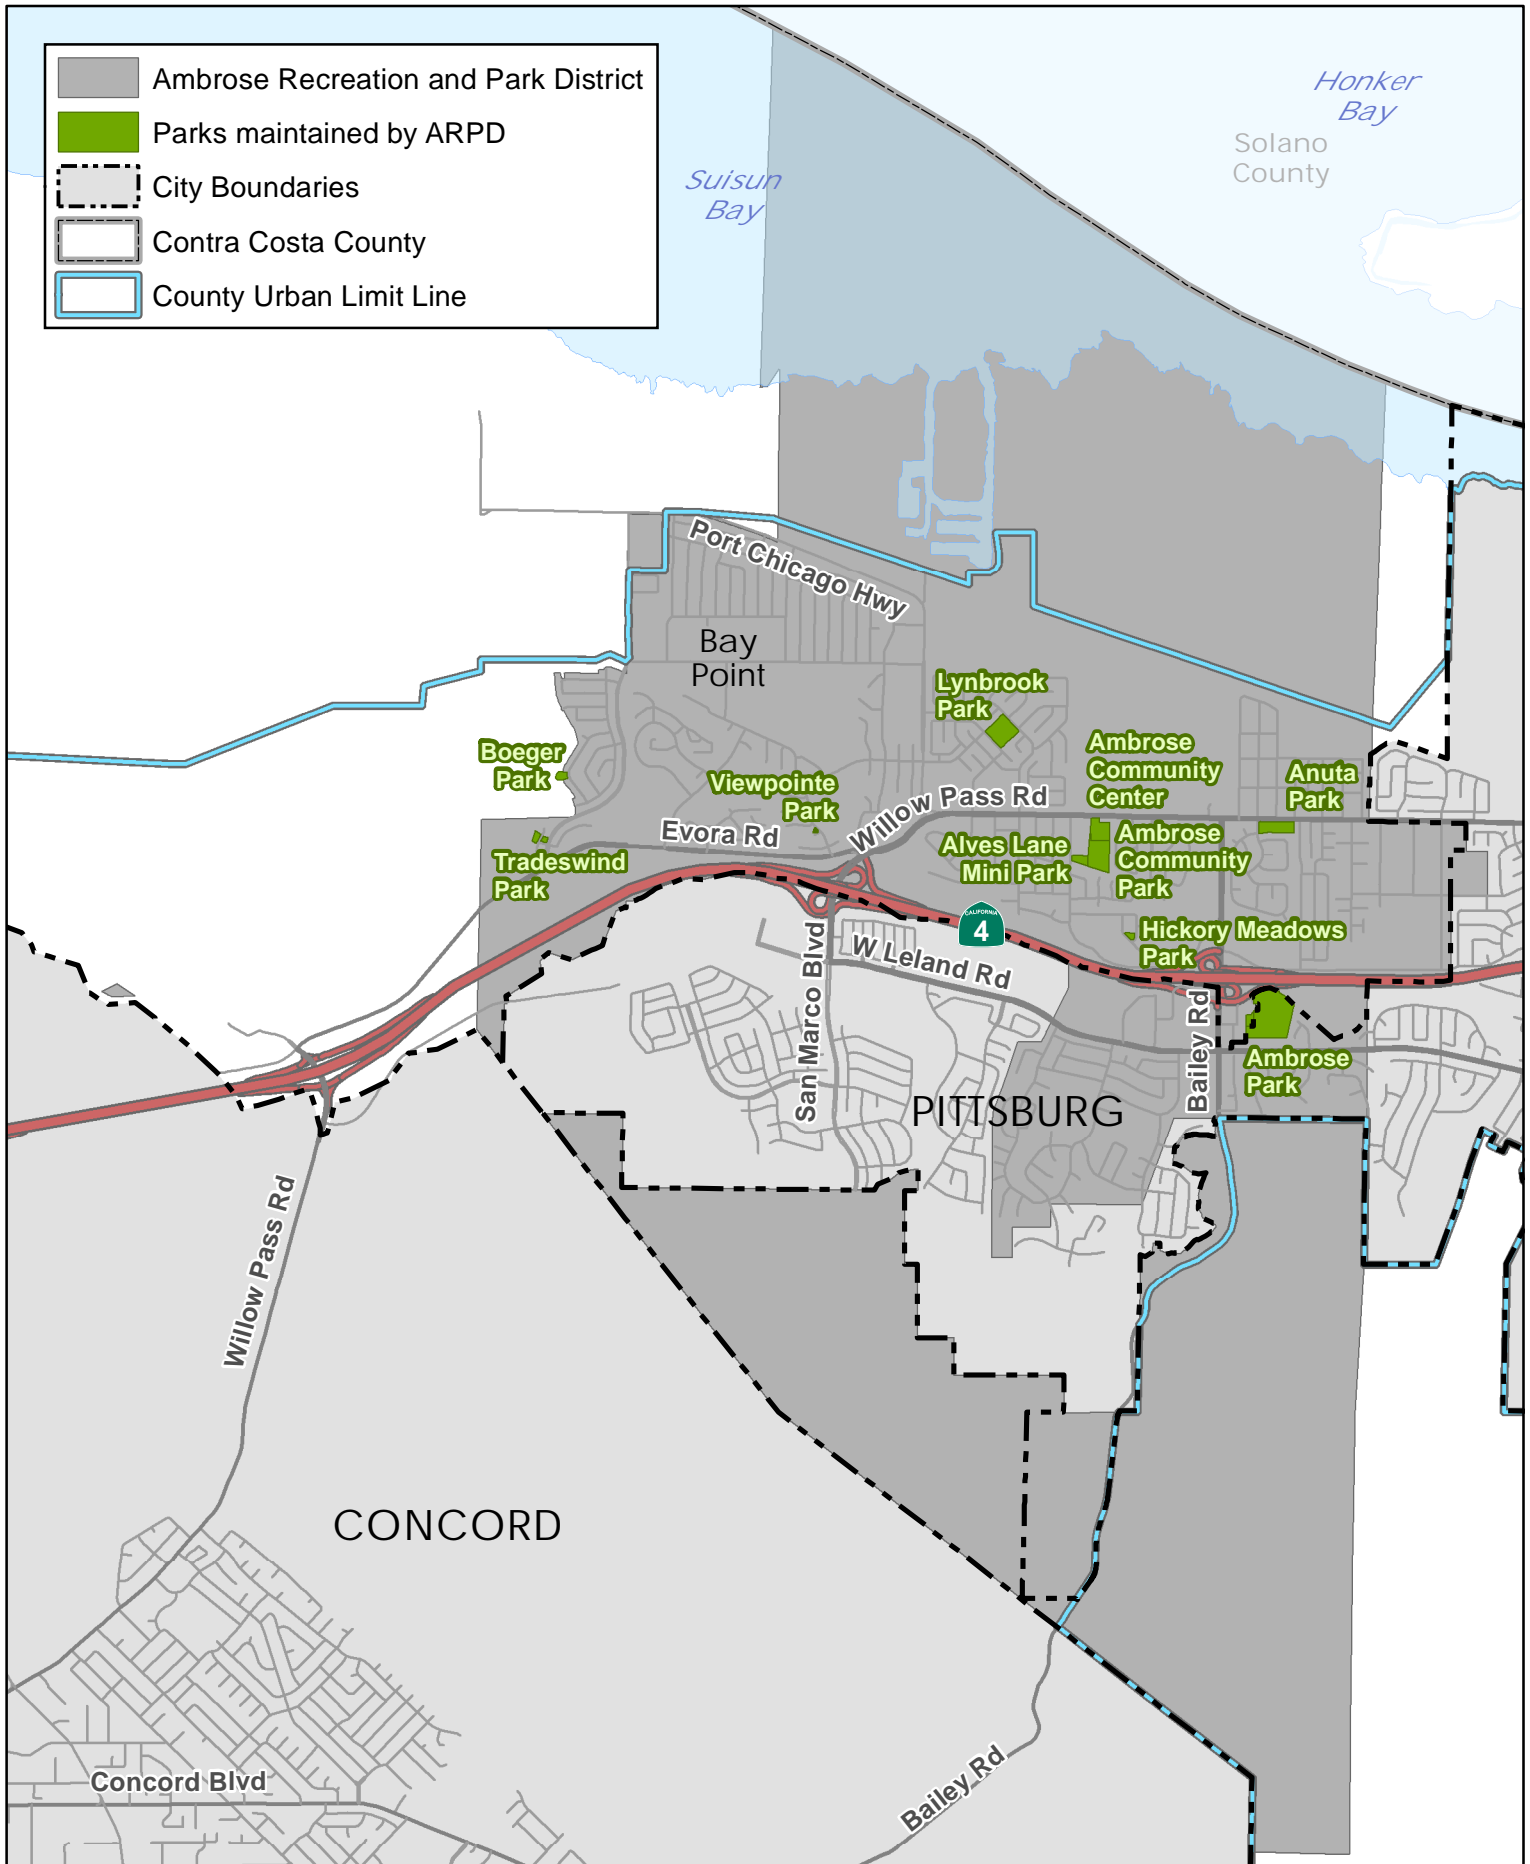 Ambrose Recreation and Park District
Parks maintained by ARPD
City Boundaries
Contra Costa County
County Urban Limit Line
Honker
Bay
Solano
County
Suisun
Bay
Port Chicago Hwy
Bay
Point
Lynbrook
Park
Boeger
Park
Viewpointe
Park
Ambrose
Community
Center
Anuta
Park
Willow Pass Rd
Evora Rd
Tradeswind
Park
Alves Lane
Mini Park
Ambrose
Community
Park
CALIFORNIA
4
Hickory Meadows
Park
W Leland Rd
San Marco Blvd
Bailey Rd
Ambrose
Park
PITTSBURG
Willow Pass Rd
CONCORD
Concord Blvd
Bailey Rd